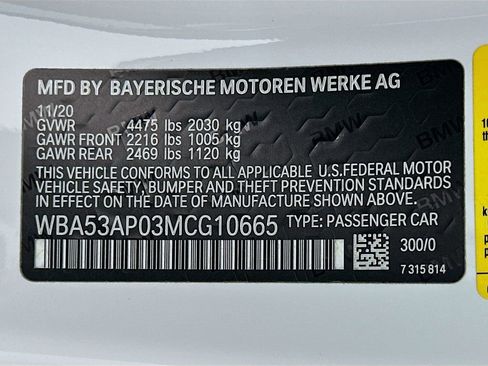 MFD BY BAYERISCHE MOTOREN WERKE AG
11/20
GVWR 4475 lbs 2030 kg
GAWR FRONT 2216 lbs 1005 kg
GAWR REAR 2469 lbs 1120 kg
THIS VEHICLE CONFORMS TO ALL APPLICABLE U.S.FEDERAL MOTOR
VEHICLE SAFETY, BUMPER AND THEFT PREVENTION STANDARDS
IN EFFECT ON THE DATE OF MANUFACTURE SHOWN ABOVE.
WBA53AP03MCG10665 TYPE: PASSENGER CAR
300/0
7 315 814